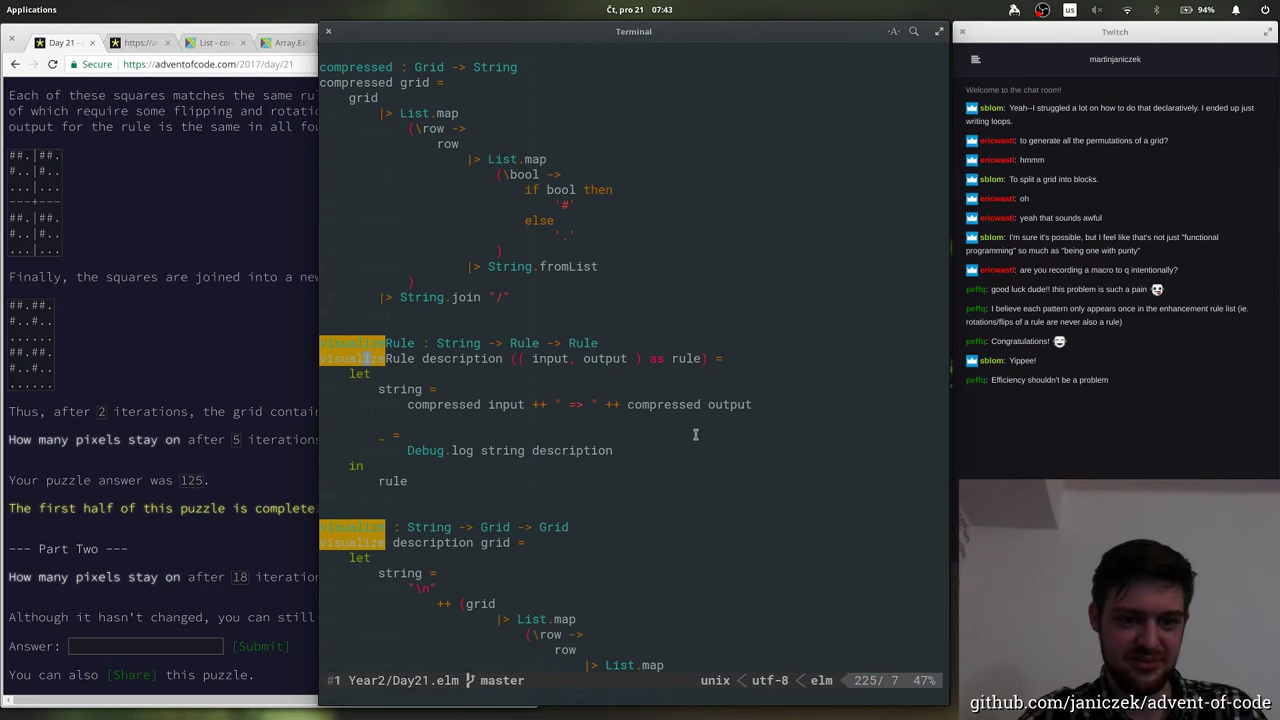 Applications
Čt, pro 21 07:43
us
94%
Day 21 -
https://a
List - co
Array.Ex
Terminal
Twitch
Secure
https://adventofcode.com/2017/day/21
Each of these squares matches the same ru
of which require some flipping and rotatio
output for the rule is the same in all fou
##.|##.
#..|#..
...|...
---+---
##.|##.
#..|#..
...|...
Finally, the squares are joined into a new
##.##.
#..#..
......
##.##.
#..#..
......
Thus, after 2 iterations, the grid contain
How many pixels stay on after 5 iterations
Your puzzle answer was 125.
The first half of this puzzle is complete
--- Part Two ---
How many pixels stay on after 18 iteration
Although it hasn't changed, you can still
Answer:
[Submit]
You can also [Share] this puzzle.
compressed : Grid -> String
compressed grid =
grid
|> List.map
(\row ->
row
|> List.map
(\bool ->
if bool then
'#'
else
'.'
)
|> String.fromList
)
|> String.join "/"
visualizeRule : String -> Rule -> Rule
visualizeRule description (( input, output ) as rule) =
let
string =
compressed input ++ " => " ++ compressed output
_ =
Debug.log string description
in
rule
visualize : String -> Grid -> Grid
visualize description grid =
let
string =
"\n"
++ (grid
|> List.map
(\row ->
row
|> List.map
#1 Year2/Day21.elm
master
unix < utf-8 < elm
225/ 7
47%
martinjaniczek
Welcome to the chat room!
sblom: Yeah--I struggled a lot on how to do that declaratively. I ended up just
writing loops.
ericwastl: to generate all the permutations of a grid?
ericwastl: hmmm
sblom: To split a grid into blocks.
ericwastl: oh
ericwastl: yeah that sounds awful
sblom: I'm sure it's possible, but I feel like that's not just "functional
programming" so much as "being one with purity"
ericwastl: are you recording a macro to q intentionally?
peffq: good luck dude!! this problem is such a pain
peffq: I believe each pattern only appears once in the enhancement rule list (ie.
rotations/flips of a rule are never also a rule)
peffq: Congratulations!
sblom: Yippee!
peffq: Efficiency shouldn't be a problem
github.com/janiczek/advent-of-code